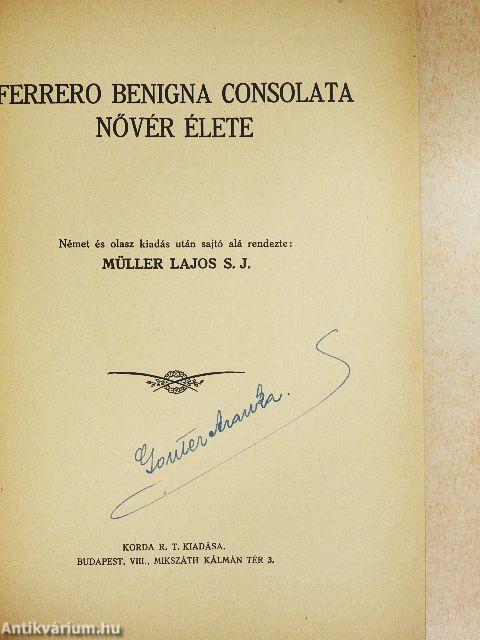 FERRERO BENIGNA CONSOLATA
NŐVÉR ÉLETE
Német és olasz kiadás után sajtó alá rendezte:
MÜLLER LAJOS S. J.
Aranka.
KORDA R. T. KIADÁSA.
BUDAPEST, VIII., MIKSZÁTH KÁLMÁN TÉR 3.
Antikvárium.hu